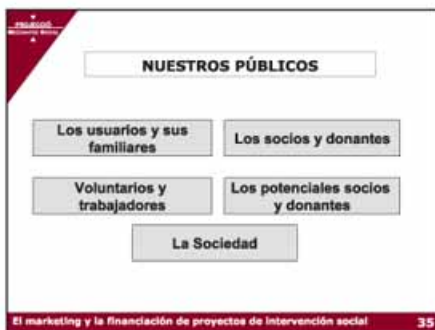 PROJECCIÓ
NUESTROS PÚBLICOS
Los usuarios y sus
familiares
Los socios y donantes
Voluntarios y
trabajadores
Los potenciales socios
y donantes
La Sociedad
El marketing y la financiación de proyectos de intervención social 35